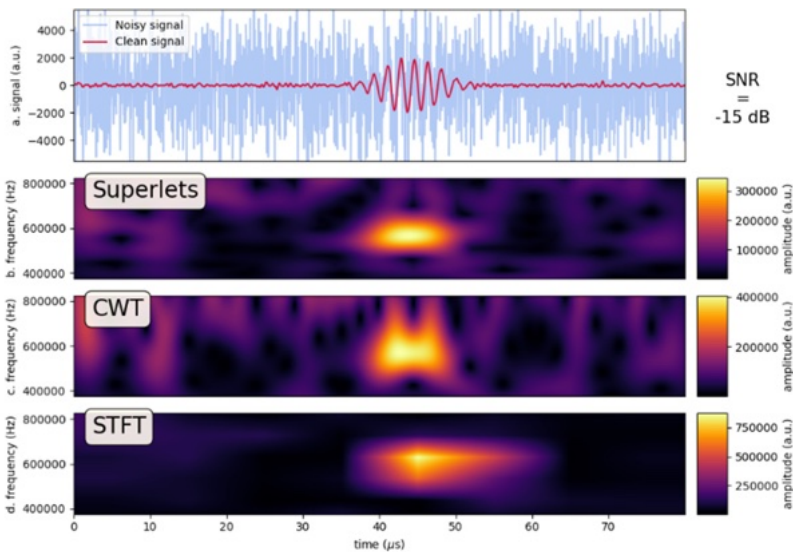 Noisy signal
Clean signal
a. signal (a.u.)
4000
2000
0
−2000
−4000
SNR
=
-15 dB
Superlets
b. frequency (Hz)
800000
600000
400000
300000
200000
100000
amplitude (a.u.)
CWT
c. frequency (Hz)
800000
600000
400000
400000
200000
amplitude (a.u.)
STFT
d. frequency (Hz)
800000
600000
400000
750000
500000
250000
amplitude (a.u.)
0 10 20 30 40 50 60 70
time (μs)